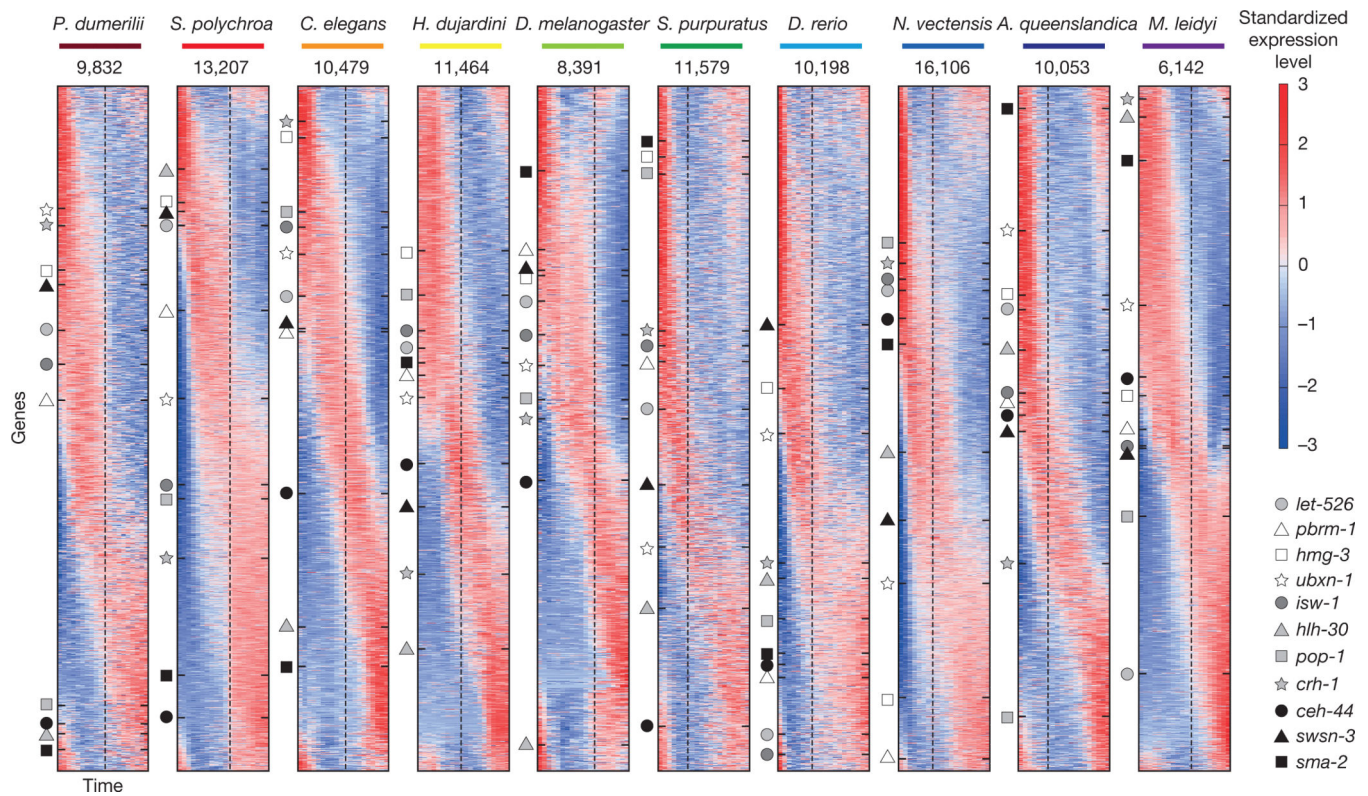 P. dumerilii S. polychroa C. elegans H. dujardini D. melanogaster S. purpuratus D. rerio N. vectensis A. queenslandica M. leidyi
9,832 13,207 10,479 11,464 8,391 11,579 10,198 16,106 10,053 6,142
Standardized
expression
level
3
2
1
0
–1
–2
–3
Genes
Time
let-526
pbrm-1
hmg-3
ubxn-1
isw-1
hlh-30
pop-1
crh-1
ceh-44
swsn-3
sma-2